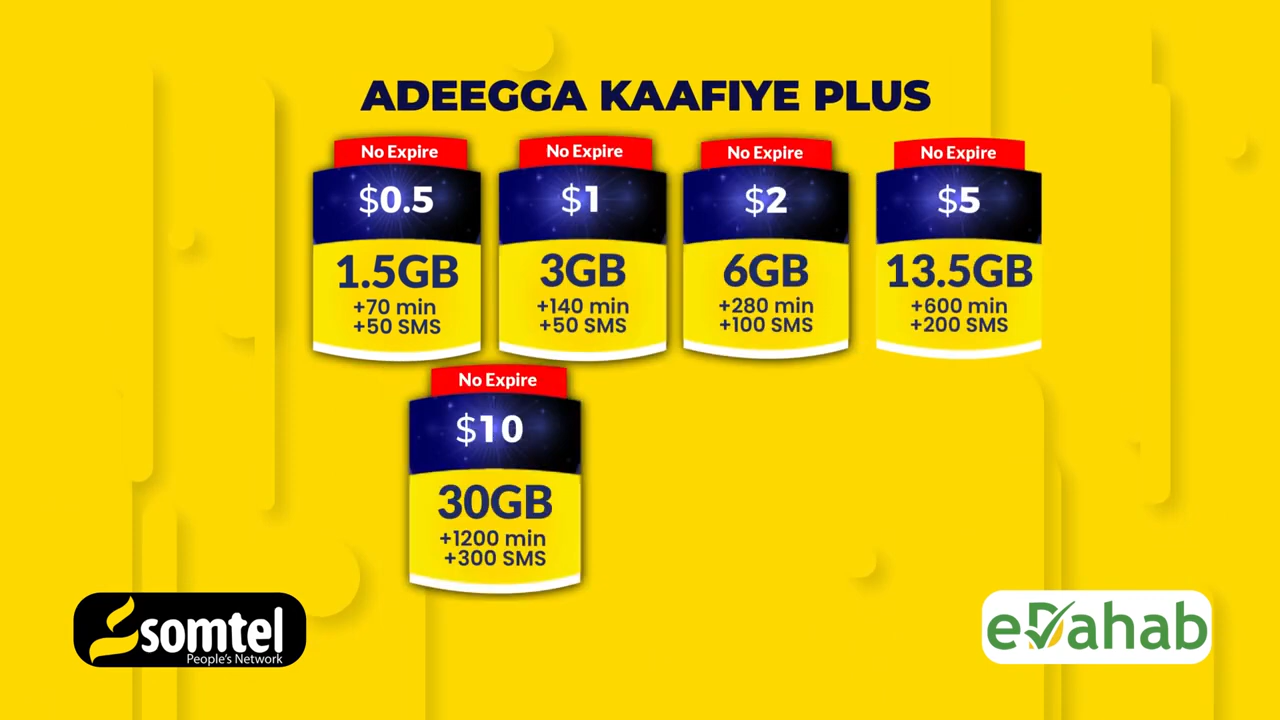 ADEEGGA KAAFIYE PLUS
No Expire
$0.5
1.5GB
+70 min
+50 SMS
No Expire
$1
3GB
+140 min
+50 SMS
No Expire
$2
6GB
+280 min
+100 SMS
No Expire
$5
13.5GB
+600 min
+200 SMS
No Expire
$10
30GB
+1200 min
+300 SMS
somtel
People's Network
eDahab